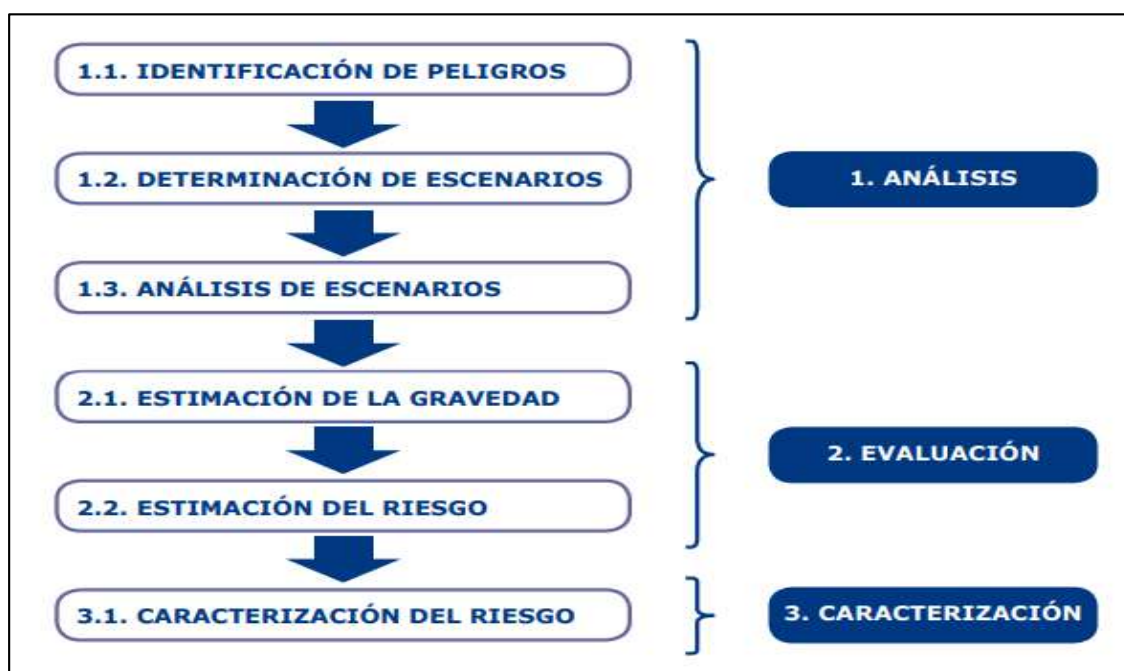 1.1. IDENTIFICACIÓN DE PELIGROS
1.2. DETERMINACIÓN DE ESCENARIOS
1.3. ANÁLISIS DE ESCENARIOS
1. ANÁLISIS
2.1. ESTIMACIÓN DE LA GRAVEDAD
2.2. ESTIMACIÓN DEL RIESGO
2. EVALUACIÓN
3.1. CARACTERIZACIÓN DEL RIESGO
3. CARACTERIZACIÓN